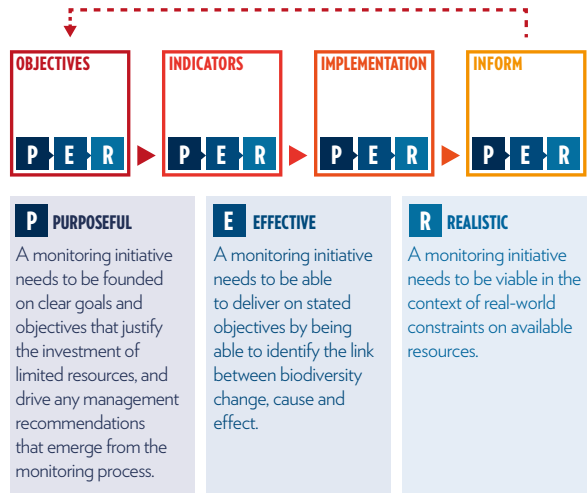 OBJECTIVES
P E R
INDICATORS
P E R
IMPLEMENTATION
P E R
INFORM
P E R
P PURPOSEFUL
A monitoring initiative
needs to be founded
on clear goals and
objectives that justify
the investment of
limited resources, and
drive any management
recommendations
that emerge from the
monitoring process.
E EFFECTIVE
A monitoring initiative
needs to be able
to deliver on stated
objectives by being
able to identify the link
between biodiversity
change, cause and
effect.
R REALISTIC
A monitoring initiative
needs to be viable in the
context of real-world
constraints on available
resources.